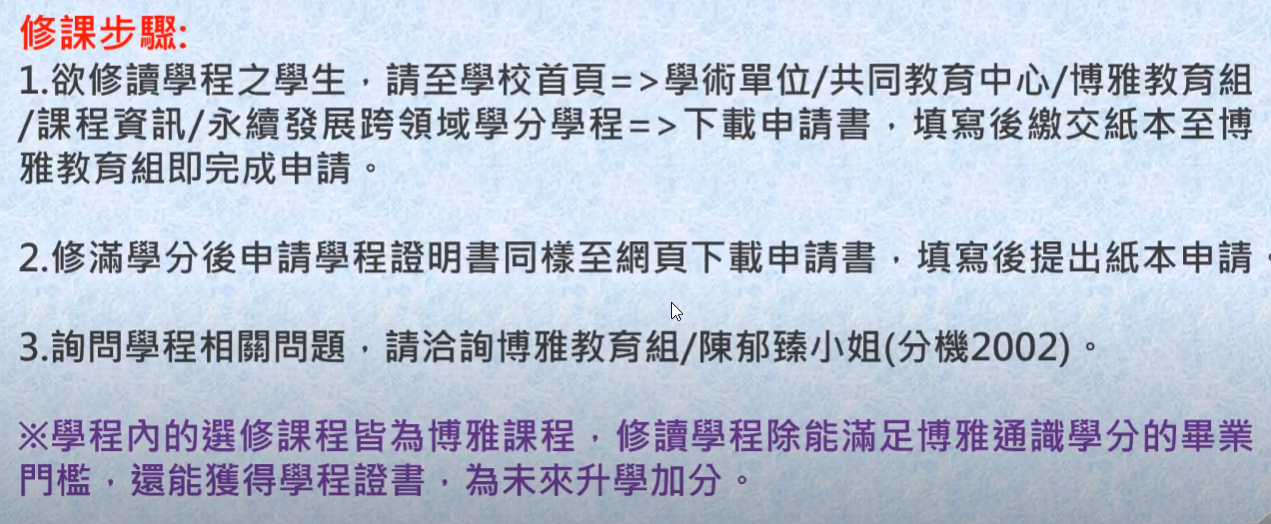 修課步驟:
1.欲修讀學程之學生，請至學校首頁=>學術單位/共同教育中心/博雅教育組
/課程資訊/永續發展跨領域學分學程=>下載申請書，填寫後繳交紙本至博
雅教育組即完成申請。
2.修滿學分後申請學程證明書同樣至網頁下載申請書，填寫後提出紙本申請。
3.詢問學程相關問題，請洽詢博雅教育組/陳郁臻小姐(分機2002)。
※學程內的選修課程皆為博雅課程，修讀學程除能滿足博雅通識學分的畢業
門檻，還能獲得學程證書，為未來升學加分。